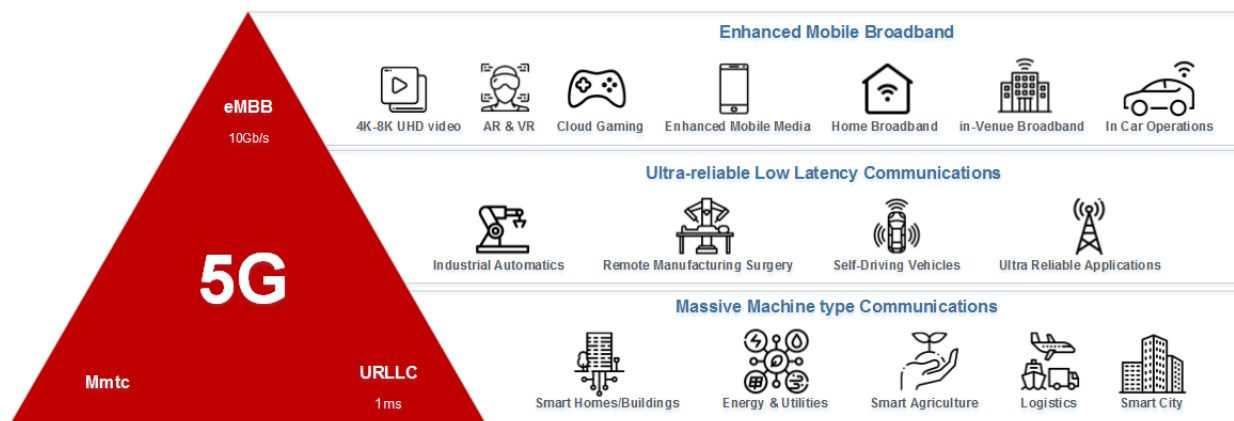 eMBB
10Gb/s
5G
Mmtc
URLLC
1ms
Enhanced Mobile Broadband
4K-8K UHD video
AR & VR
Cloud Gaming
Enhanced Mobile Media
Home Broadband
in-Venue Broadband
In Car Operations
Ultra-reliable Low Latency Communications
Industrial Automatics
Remote Manufacturing Surgery
Self-Driving Vehicles
Ultra Reliable Applications
Massive Machine type Communications
Smart Homes/Buildings
Energy & Utilities
Smart Agriculture
Logistics
Smart City